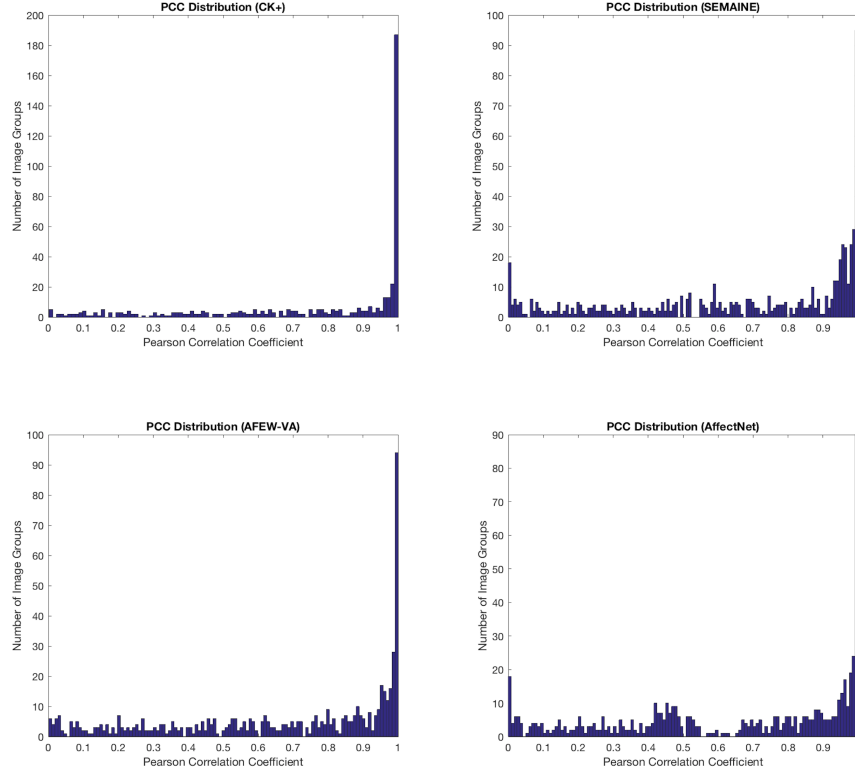 PCC Distribution (CK+)
200
180
160
140
120
100
80
60
40
20
0
Number of Image Groups
0 0.1 0.2 0.3 0.4 0.5 0.6 0.7 0.8 0.9 1
Pearson Correlation Coefficient
PCC Distribution (SEMAINE)
100
90
80
70
60
50
40
30
20
10
0
Number of Image Groups
0 0.1 0.2 0.3 0.4 0.5 0.6 0.7 0.8 0.9
Pearson Correlation Coefficient
PCC Distribution (AFEW-VA)
100
90
80
70
60
50
40
30
20
10
0
Number of Image Groups
0 0.1 0.2 0.3 0.4 0.5 0.6 0.7 0.8 0.9 1
Pearson Correlation Coefficient
PCC Distribution (AffectNet)
90
80
70
60
50
40
30
20
10
0
Number of Image Groups
0 0.1 0.2 0.3 0.4 0.5 0.6 0.7 0.8 0.9
Pearson Correlation Coefficient